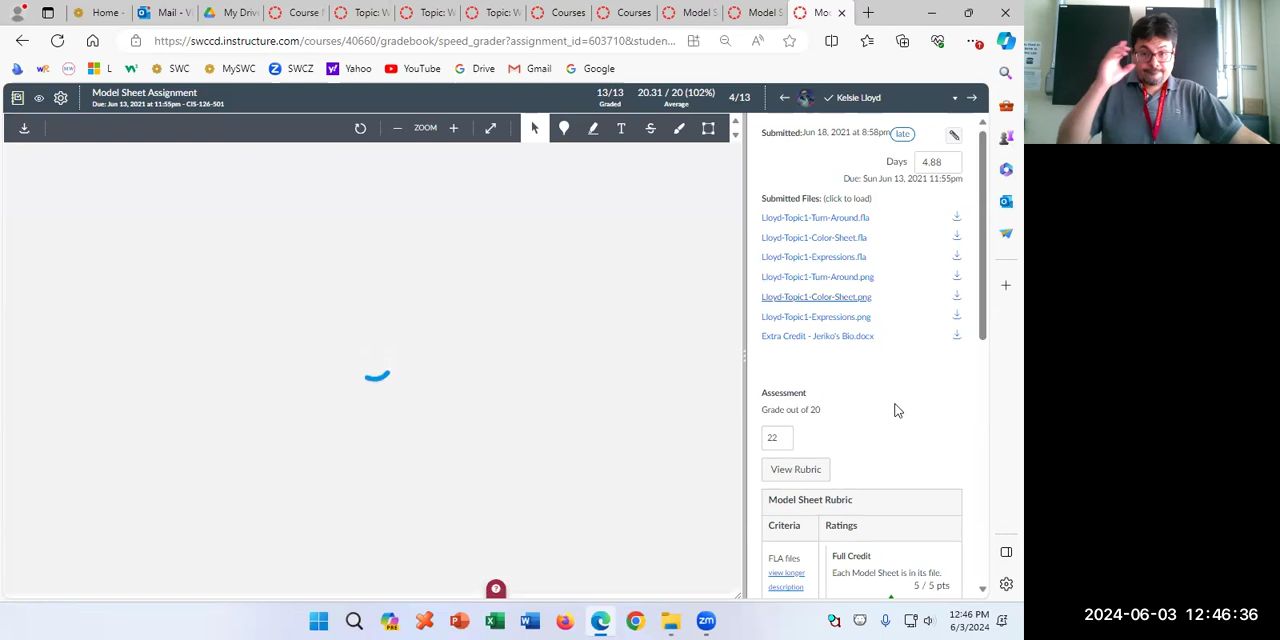 Home -
Mail - Vi
My Driv
Course M
Topic: W
Topic: W
Topic: W
Courses
Courses
Model S
Model S
Mo
https://swccd.instructure.com/courses/40660/gradebook/speed_grader?assignment_id=603710&studen...
L
SWC
MySWC
SWCZ
Yahoo
YouTu
Drive
Gmail
Google
Model Sheet Assignment
Due: Jun 13, 2021 at 11:55pm - CIS-126-501
13/13
Graded
20.31 / 20 (102%)
Average
4/13
Kelsie Lloyd
ZOOM
T
Submitted:Jun 18, 2021 at 8:58pm late
Days 4.88
Due: Sun Jun 13, 2021 11:55pm
Submitted Files: (click to load)
Lloyd-Topic1-Turn-Around.fla
Lloyd-Topic1-Color-Sheet.fla
Lloyd-Topic1-Expressions.fla
Lloyd-Topic1-Turn-Around.png
Lloyd-Topic1-Color-Sheet.png
Lloyd-Topic1-Expressions.png
Extra Credit - Jeriko's Bio.docx
Assessment
Grade out of 20
22
View Rubric
Model Sheet Rubric
Criteria
Ratings
FLA files
view longer
description
Full Credit
Each Model Sheet is in its file.
5 / 5 pts
12:46 PM
6/3/2024
2024-06-03 12:46:36